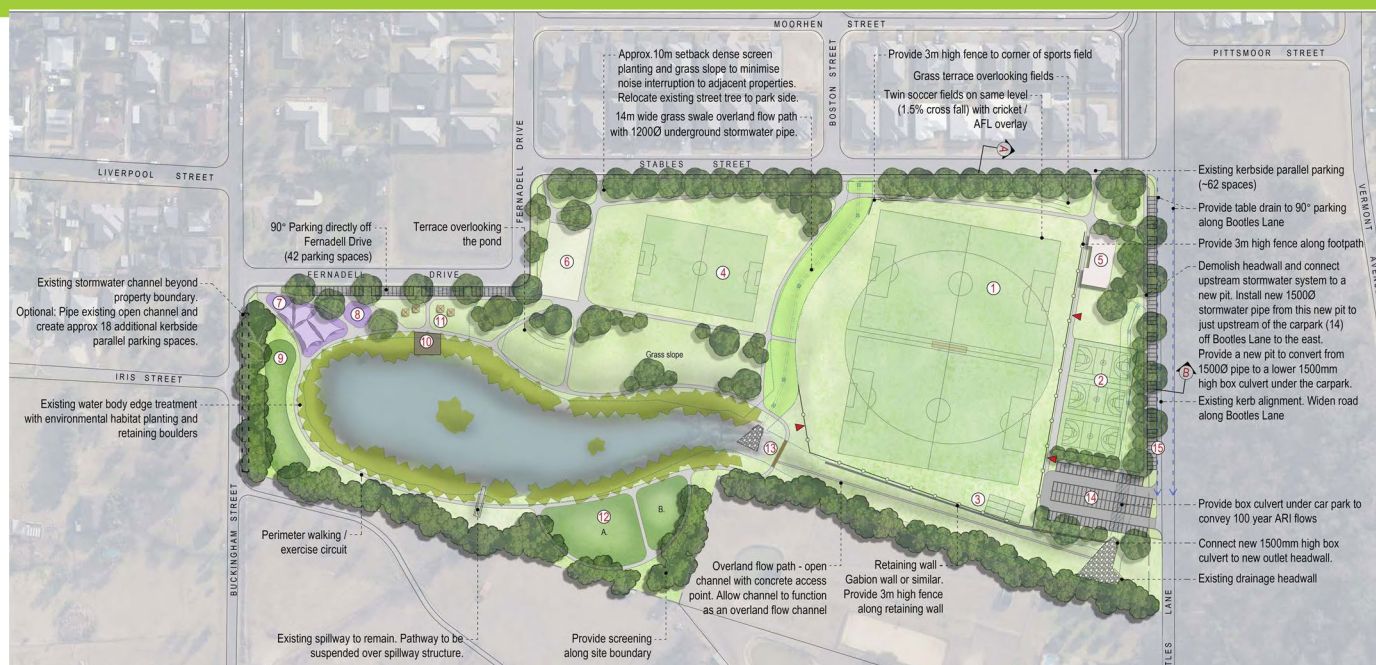 MOORHEN STREET
PITTSMOOR STREET
BOSTON STREET
Approx.10m setback dense screen
planting and grass slope to minimise
noise interruption to adjacent properties.
Relocate existing street tree to park side.
14m wide grass swale overland flow path
with 1200Ø underground stormwater pipe.
Provide 3m high fence to corner of sports field
Grass terrace overlooking fields
Twin soccer fields on same level
(1.5% cross fall) with cricket /
AFL overlay
A
STABLES STREET
LIVERPOOL STREET
FERNADELL DRIVE
VERMONT
Existing kerbside parallel parking
(~62 spaces)
Provide table drain to 90° parking
along Bootles Lane
Provide 3m high fence along footpath
Demolish headwall and connect
upstream stormwater system to a
new pit. Install new 1500Ø
stormwater pipe from this new pit to
just upstream of the carpark (14)
off Bootles Lane to the east.
Provide a new pit to convert from
1500Ø pipe to a lower 1500mm
high box culvert under the carpark.
Existing kerb alignment. Widen road
along Bootles Lane
B
90° Parking directly off
Fernadell Drive
(42 parking spaces)
Terrace overlooking
the pond
FERNADELL DRIVE
Existing stormwater channel beyond
property boundary.
Optional: Pipe existing open channel and
create approx 18 additional kerbside
parallel parking spaces.
IRIS STREET
Existing water body edge treatment
with environmental habitat planting and
retaining boulders
6
4
5
1
7
8
11
10
9
Grass slope
2
13
15
14
3
12
A.
B.
BUCKINGHAM STREET
Perimeter walking /
exercise circuit
Existing spillway to remain. Pathway to be
suspended over spillway structure.
Provide screening
along site boundary
Overland flow path - open
channel with concrete access
point. Allow channel to function
as an overland flow channel
Retaining wall -
Gabion wall or similar.
Provide 3m high fence
along retaining wall
Provide box culvert under car park to
convey 100 year ARI flows
Connect new 1500mm high box
culvert to new outlet headwall.
Existing drainage headwall
TLES LANE